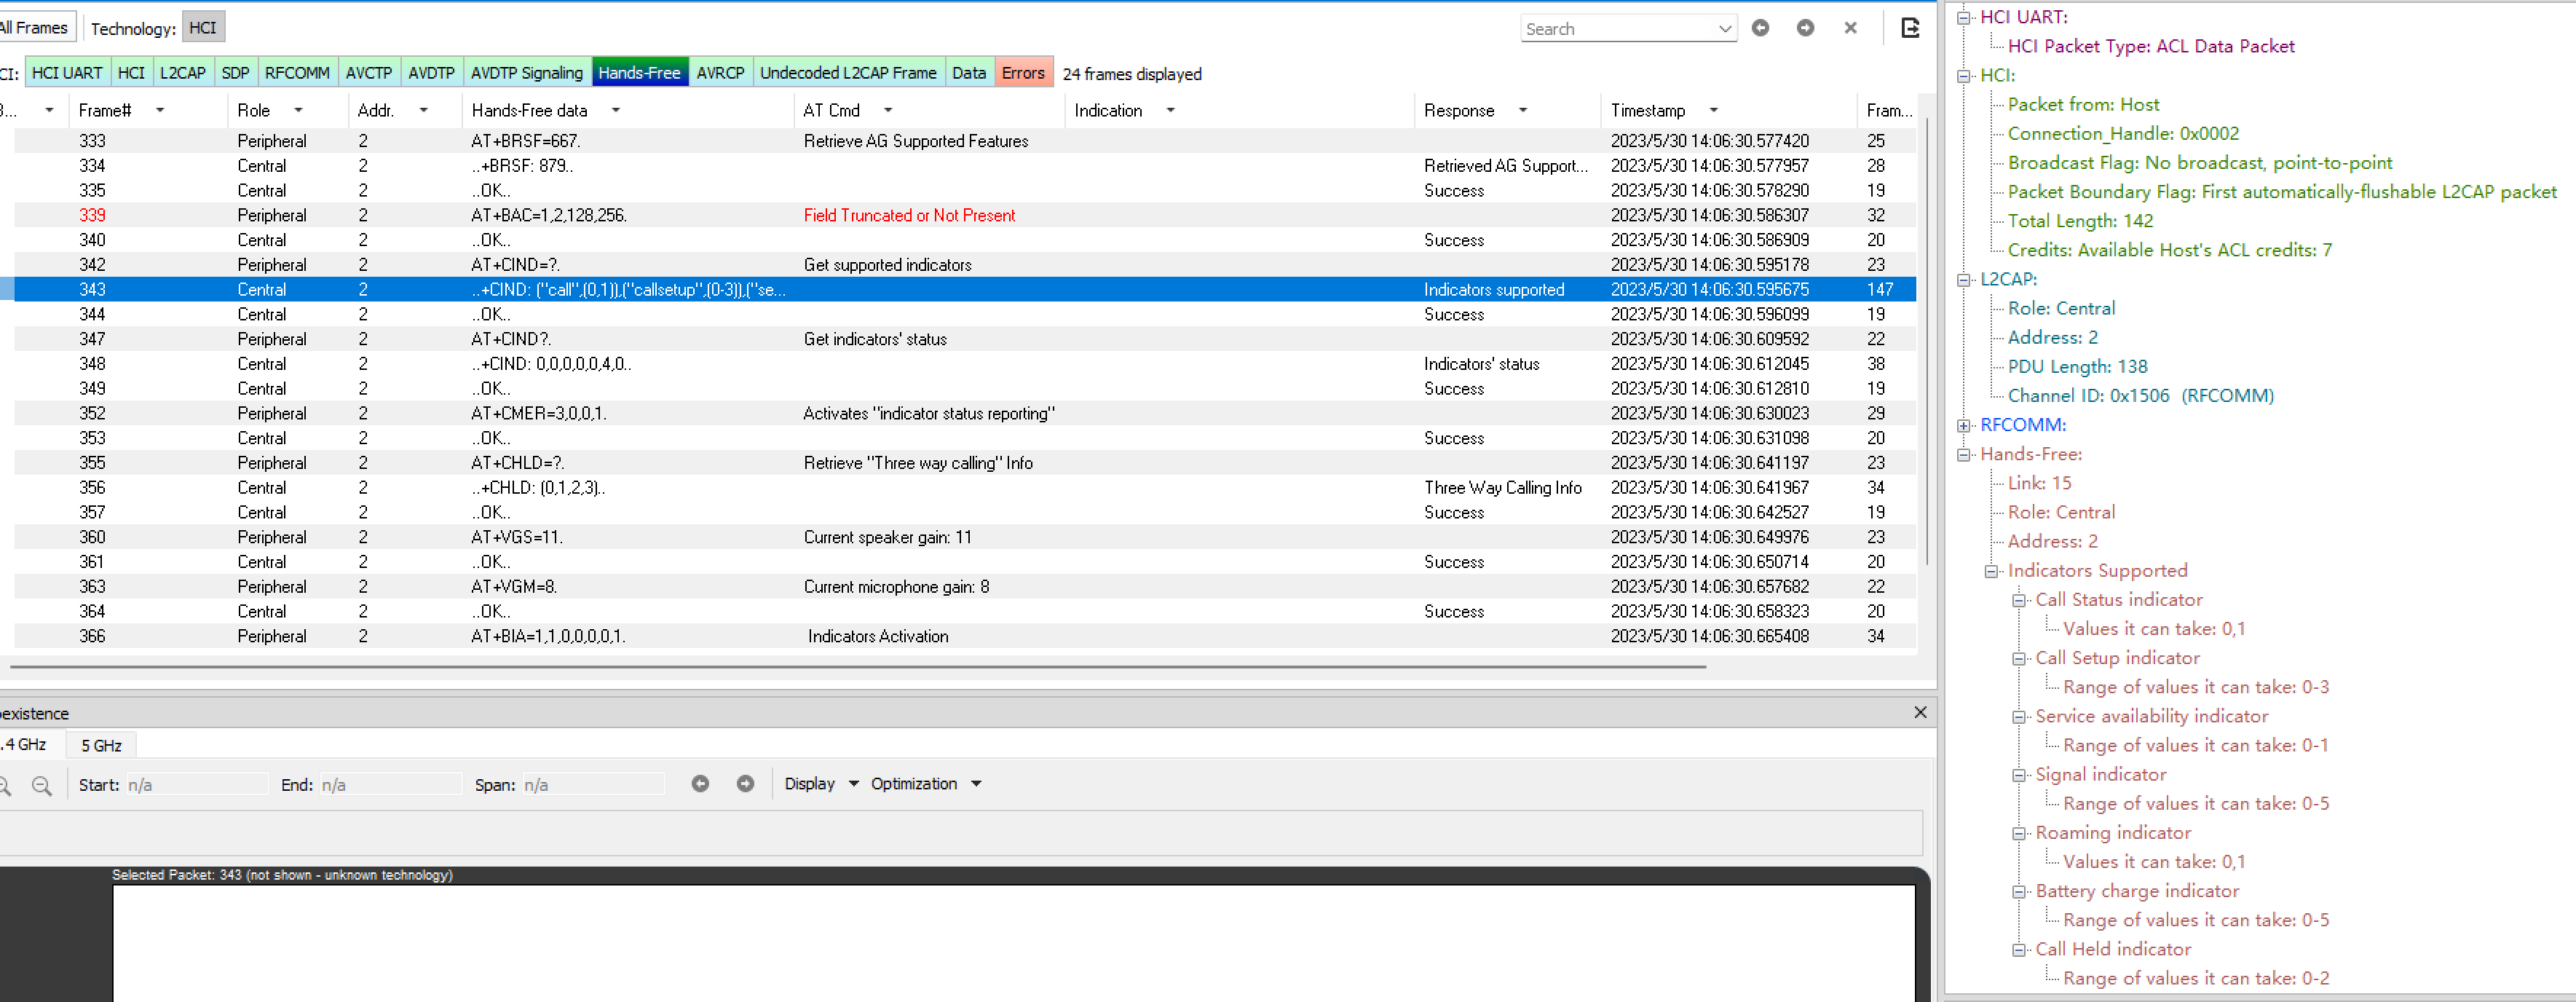 All Frames Technology: HCI Search
CI: HCI UART HCI L2CAP SDP RFCOMM AVCTP AVDTP AVDTP Signaling Hands-Free AVRCP Undecoded L2CAP Frame Data Errors 24 frames displayed
B... Frame# Role Addr. Hands-Free data AT Cmd Indication Response Timestamp Fram...
333 Peripheral 2 AT+BRSF=667. Retrieve AG Supported Features 2023/5/30 14:06:30.577420 25
334 Central 2 ..+BRSF: 879.. Retrieved AG Support... 2023/5/30 14:06:30.577957 28
335 Central 2 ..OK.. Success 2023/5/30 14:06:30.578290 19
339 Peripheral 2 AT+BAC=1,2,128,256. Field Truncated or Not Present 2023/5/30 14:06:30.586307 32
340 Central 2 ..OK.. Success 2023/5/30 14:06:30.586909 20
342 Peripheral 2 AT+CIND=?. Get supported indicators 2023/5/30 14:06:30.595178 23
343 Central 2 ..+CIND: ("call",(0,1)),("callsetup",(0-3)),("se... Indicators supported 2023/5/30 14:06:30.595675 147
344 Central 2 ..OK.. Success 2023/5/30 14:06:30.596099 19
347 Peripheral 2 AT+CIND?. Get indicators' status 2023/5/30 14:06:30.609592 22
348 Central 2 ..+CIND: 0,0,0,0,0,4,0.. Indicators' status 2023/5/30 14:06:30.612045 38
349 Central 2 ..OK.. Success 2023/5/30 14:06:30.612810 19
352 Peripheral 2 AT+CMER=3,0,0,1. Activates "indicator status reporting" 2023/5/30 14:06:30.630023 29
353 Central 2 ..OK.. Success 2023/5/30 14:06:30.631098 20
355 Peripheral 2 AT+CHLD=?. Retrieve "Three way calling" Info 2023/5/30 14:06:30.641197 23
356 Central 2 ..+CHLD: (0,1,2,3).. Three Way Calling Info 2023/5/30 14:06:30.641967 34
357 Central 2 ..OK.. Success 2023/5/30 14:06:30.642527 19
360 Peripheral 2 AT+VGS=11. Current speaker gain: 11 2023/5/30 14:06:30.649976 23
361 Central 2 ..OK.. Success 2023/5/30 14:06:30.650714 20
363 Peripheral 2 AT+VGM=8. Current microphone gain: 8 2023/5/30 14:06:30.657682 22
364 Central 2 ..OK.. Success 2023/5/30 14:06:30.658323 20
366 Peripheral 2 AT+BIA=1,1,0,0,0,0,1. Indicators Activation 2023/5/30 14:06:30.665408 34
oexistence
.4 GHz 5 GHz
Start: n/a End: n/a Span: n/a Display Optimization
Selected Packet: 343 (not shown - unknown technology)
HCI UART:
HCI Packet Type: ACL Data Packet
HCI:
Packet from: Host
Connection_Handle: 0x0002
Broadcast Flag: No broadcast, point-to-point
Packet Boundary Flag: First automatically-flushable L2CAP packet
Total Length: 142
Credits: Available Host's ACL credits: 7
L2CAP:
Role: Central
Address: 2
PDU Length: 138
Channel ID: 0x1506 (RFCOMM)
RFCOMM:
Hands-Free:
Link: 15
Role: Central
Address: 2
Indicators Supported
Call Status indicator
Values it can take: 0,1
Call Setup indicator
Range of values it can take: 0-3
Service availability indicator
Range of values it can take: 0-1
Signal indicator
Range of values it can take: 0-5
Roaming indicator
Values it can take: 0,1
Battery charge indicator
Range of values it can take: 0-5
Call Held indicator
Range of values it can take: 0-2